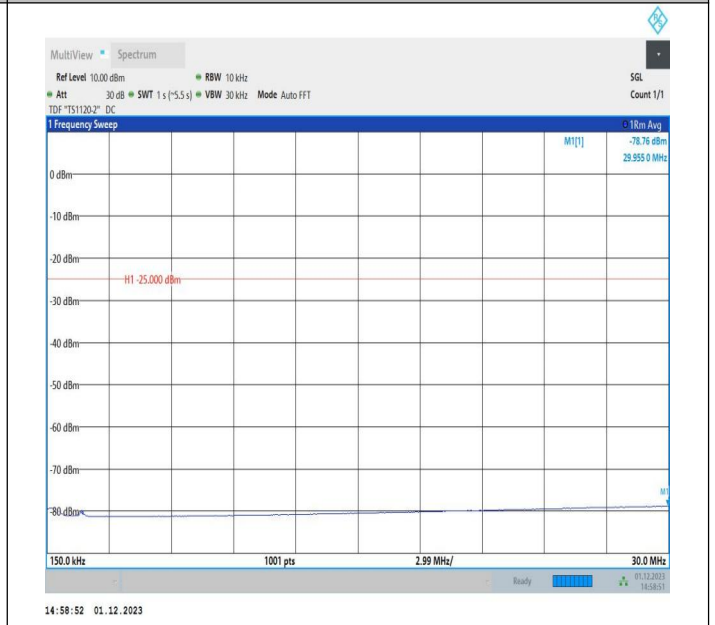 R S
MultiView Spectrum
Ref Level 10.00 dBm RBW 10 kHz SGL
Att 30 dB SWT 1 s (~5.5 s) VBW 30 kHz Mode Auto FFT Count 1/1
TDF "TS1120-2" DC
1 Frequency Sweep 1Rm Avg
M1[1] -78.76 dBm
29.955 0 MHz
0 dBm
-10 dBm
-20 dBm
H1 -25.000 dBm
-30 dBm
-40 dBm
-50 dBm
-60 dBm
-70 dBm
M1
-80 dBm
150.0 kHz 1001 pts 2.99 MHz/ 30.0 MHz
Ready 01.12.2023
14:58:51
14:58:52 01.12.2023